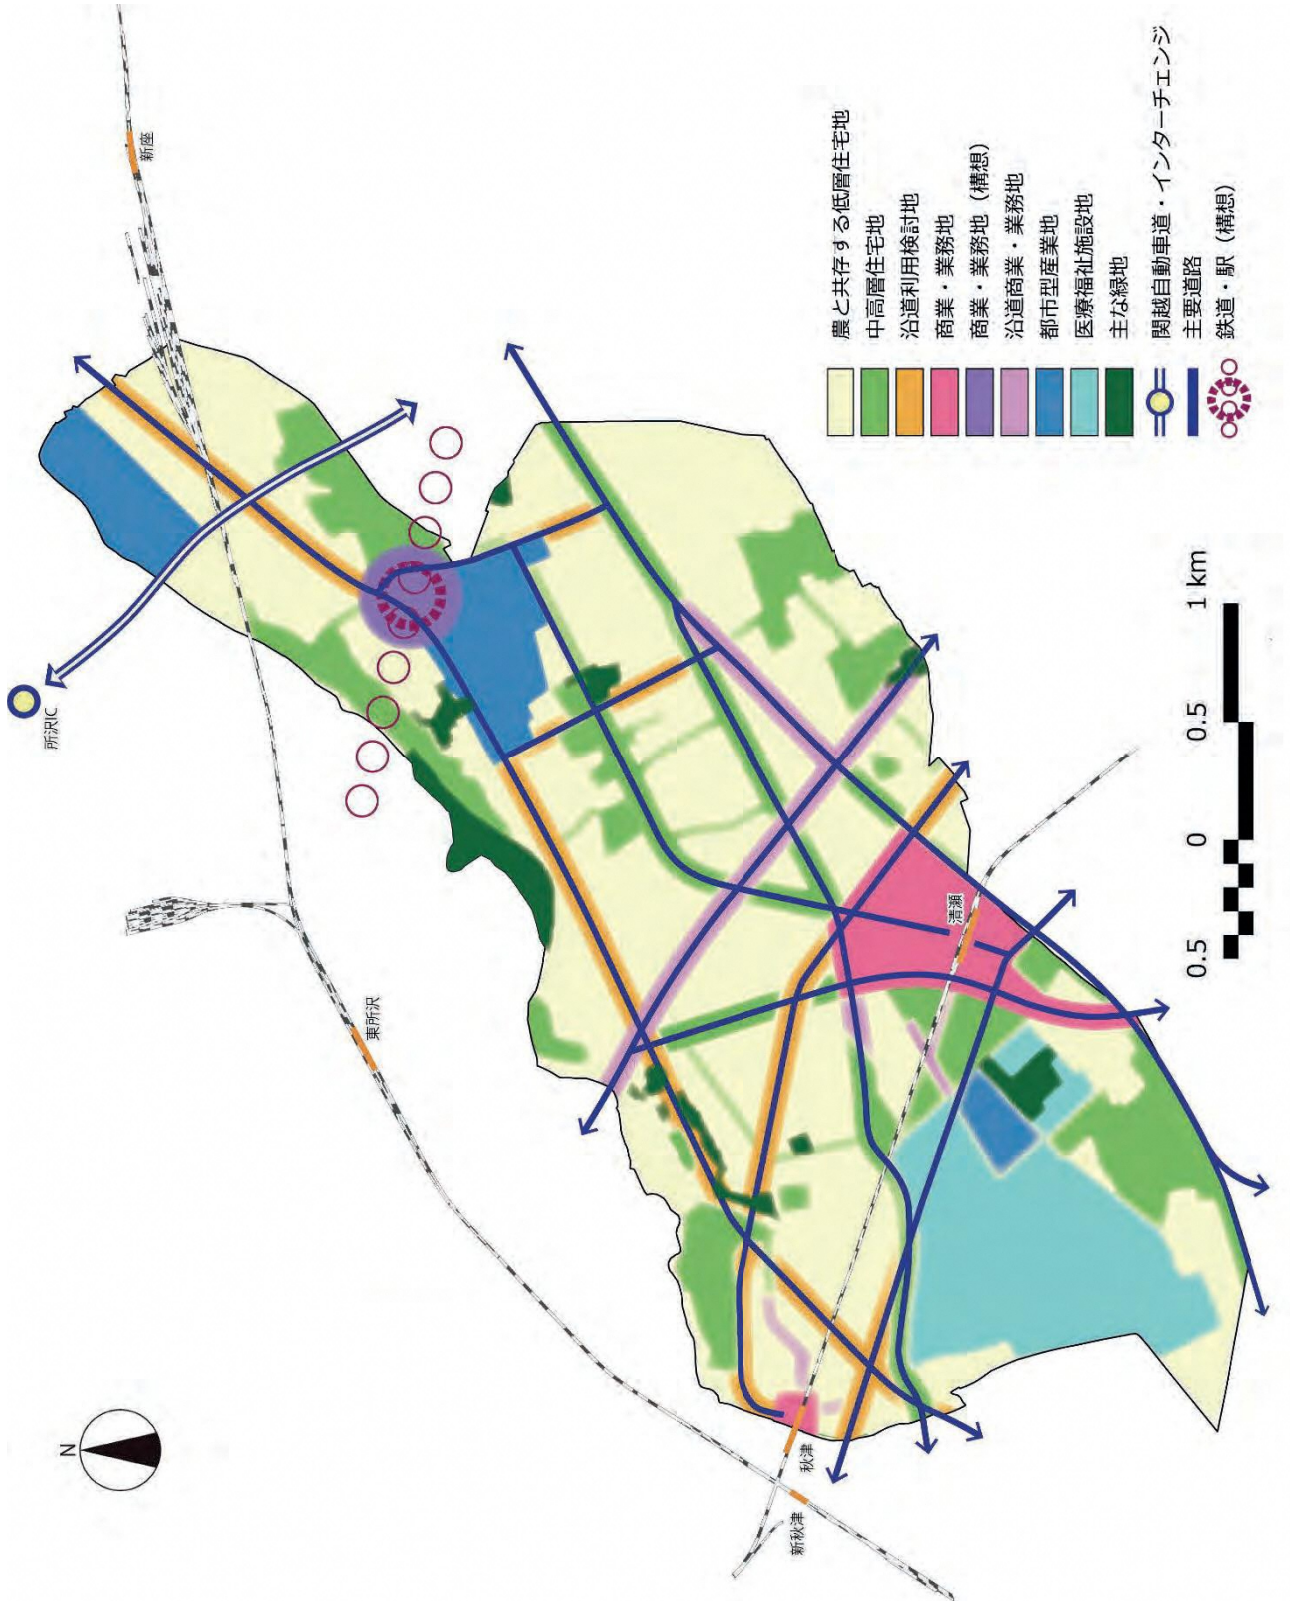 N
所沢IC
新座
東所沢
新秋津
秋津
清瀬
農と共存する低層住宅地
中高層住宅地
沿道利用検討地
商業・業務地
商業・業務地（構想）
沿道商業・業務地
都市型産業地
医療福祉施設地
主な緑地
関越自動車道・インターチェンジ
主要道路
鉄道・駅（構想）
0.5 0 0.5 1 km